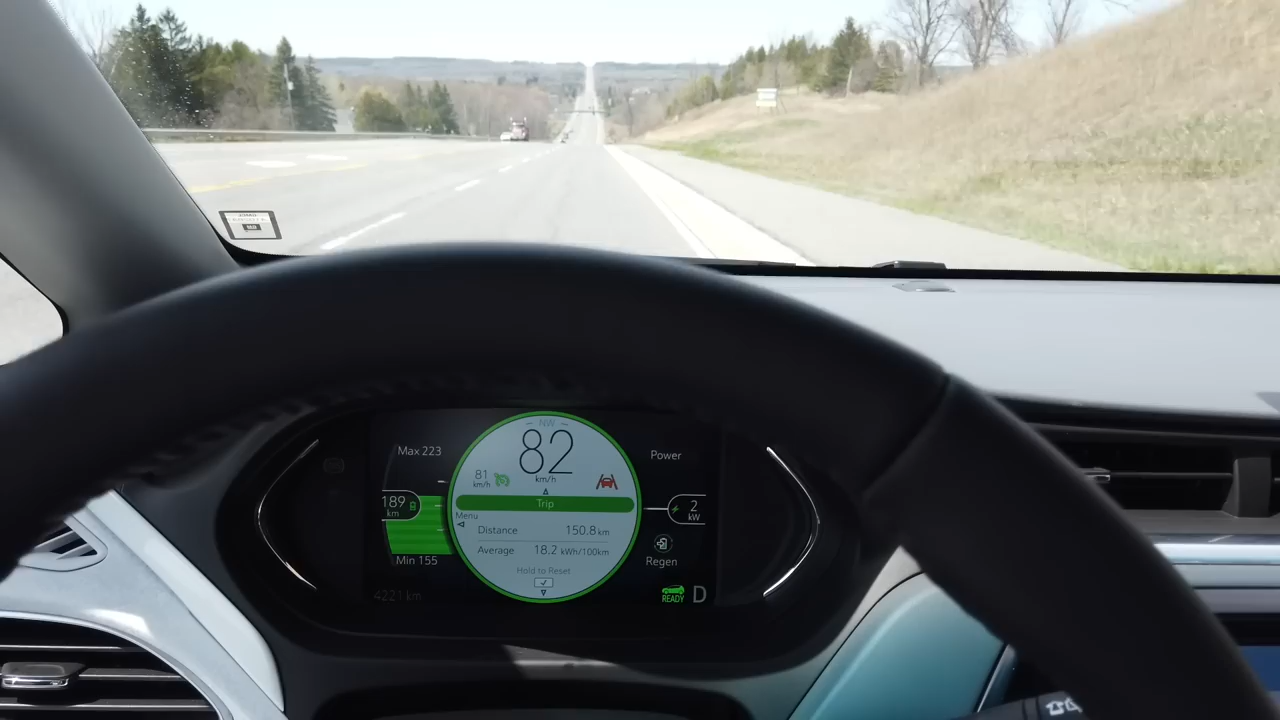 NW
82
km/h
81
km/h
Max 223
Power
189
km
Trip
2
kW
Menu
Distance 150.8 km
Average 18.2 kWh/100km
Min 155
Regen
Hold to Reset
4221 km
READY D